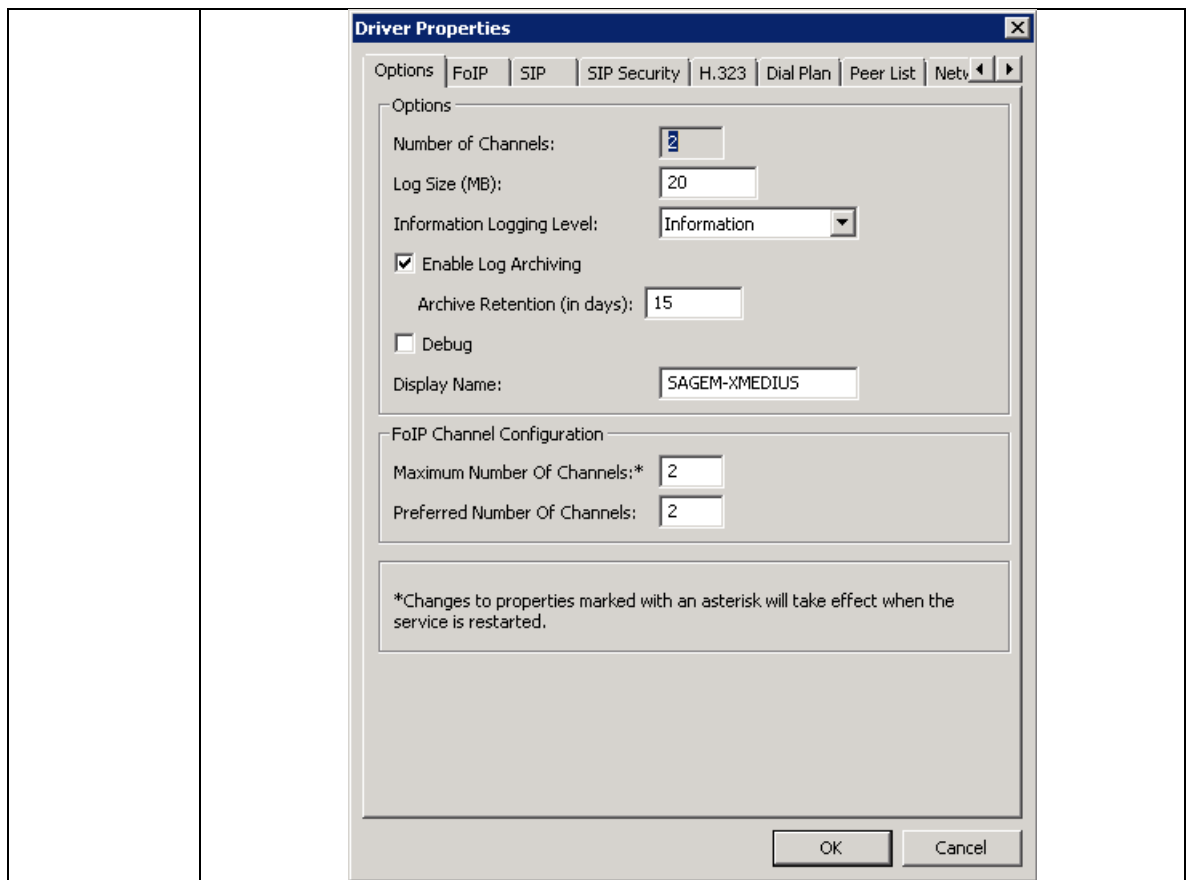 Driver Properties
Options FoIP SIP SIP Security H.323 Dial Plan Peer List Netw
Options
Number of Channels: 2
Log Size (MB): 20
Information Logging Level: Information
Enable Log Archiving
Archive Retention (in days): 15
Debug
Display Name: SAGEM-XMEDIUS
FoIP Channel Configuration
Maximum Number Of Channels:* 2
Preferred Number Of Channels: 2
*Changes to properties marked with an asterisk will take effect when the
service is restarted.
OK Cancel